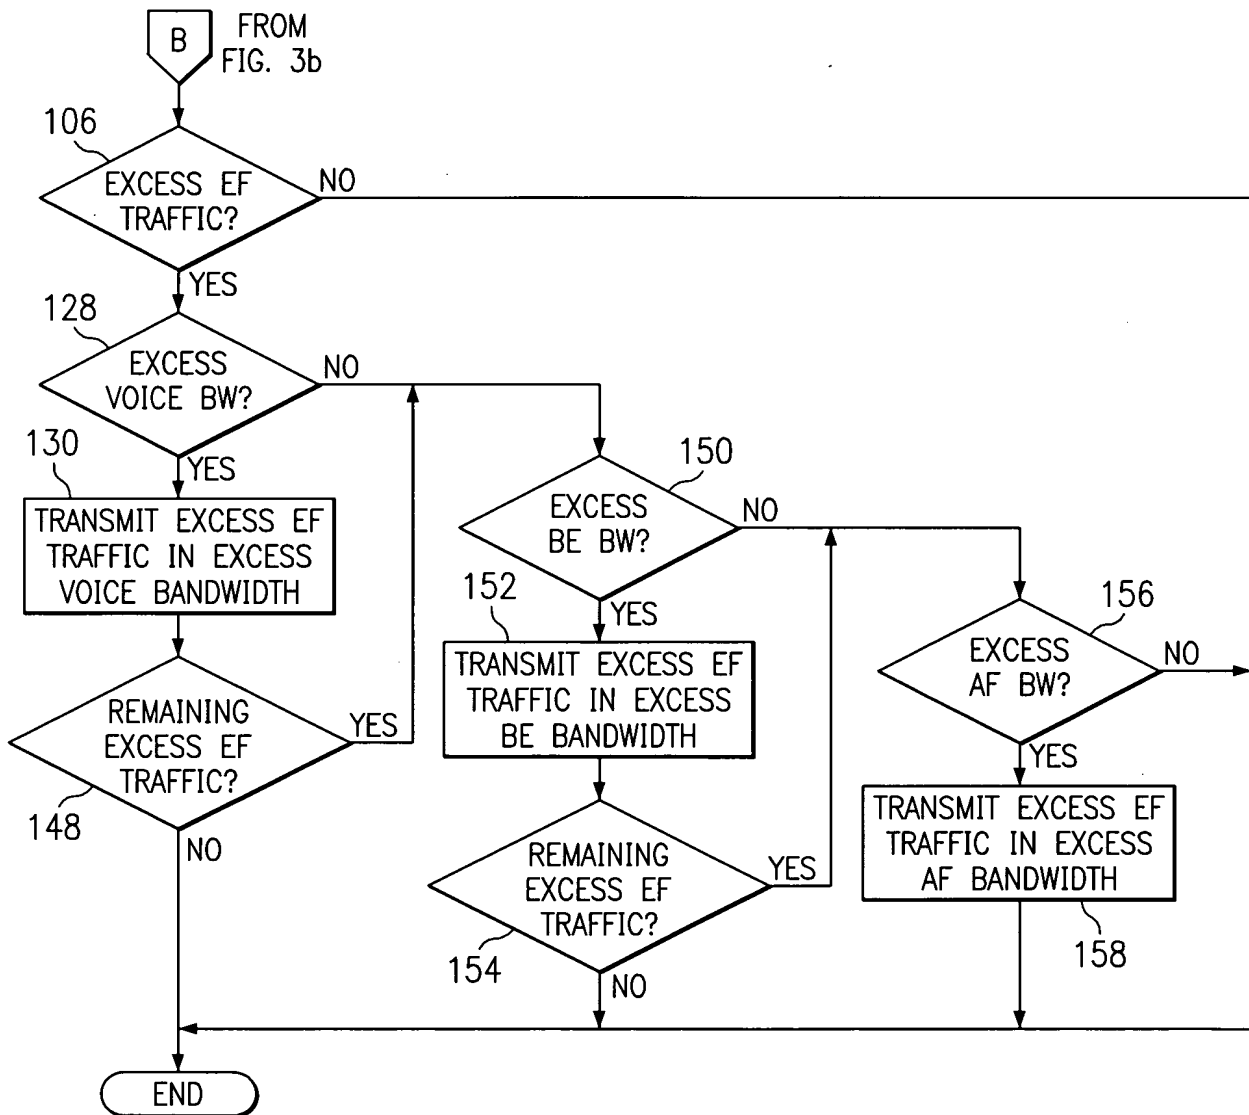 B
FROM
FIG. 3b
106
EXCESS EF
TRAFFIC?
NO
YES
128
EXCESS
VOICE BW?
NO
YES
130
TRANSMIT EXCESS EF
TRAFFIC IN EXCESS
VOICE BANDWIDTH
REMAINING
EXCESS EF
TRAFFIC?
YES
148
NO
150
EXCESS
BE BW?
NO
YES
152
TRANSMIT EXCESS EF
TRAFFIC IN EXCESS
BE BANDWIDTH
REMAINING
EXCESS EF
TRAFFIC?
YES
154
NO
156
EXCESS
AF BW?
NO
YES
TRANSMIT EXCESS EF
TRAFFIC IN EXCESS
AF BANDWIDTH
158
END